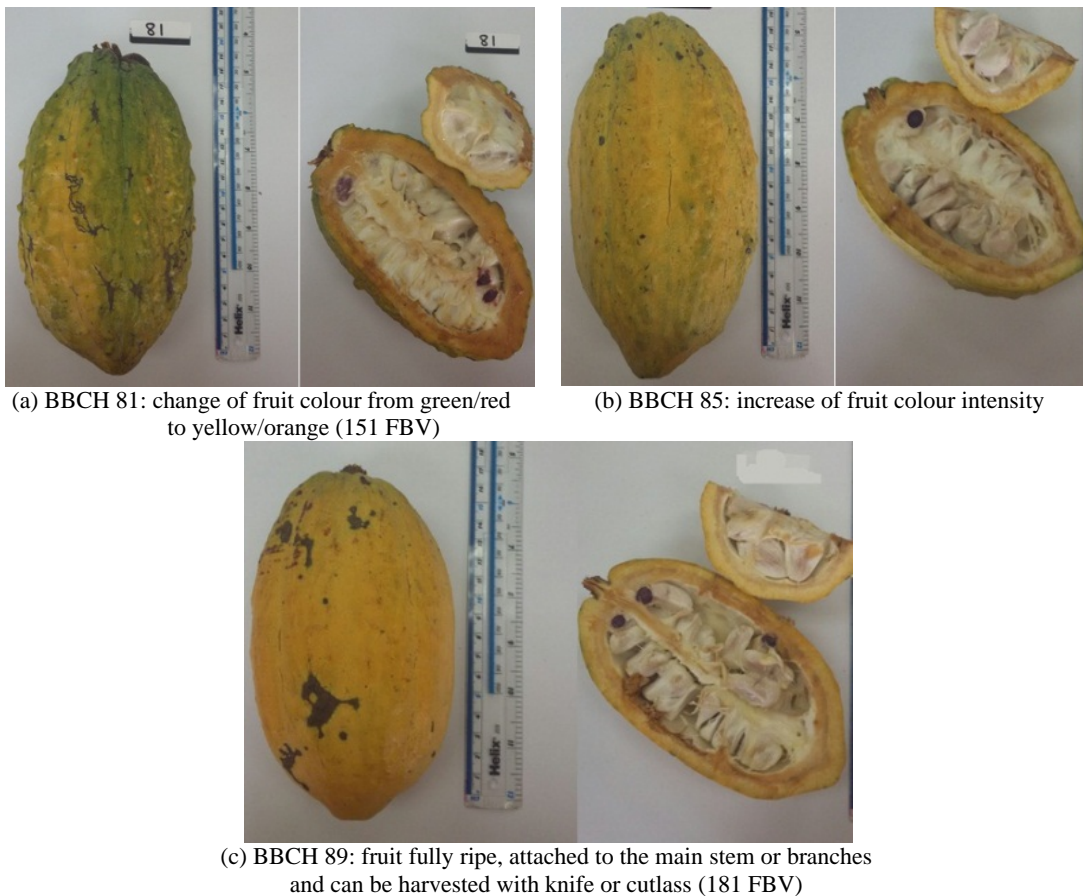 81
81
Helix
(a) BBCH 81: change of fruit colour from green/red
to yellow/orange (151 FBV)
(b) BBCH 85: increase of fruit colour intensity
Helix
(c) BBCH 89: fruit fully ripe, attached to the main stem or branches
and can be harvested with knife or cutlass (181 FBV)